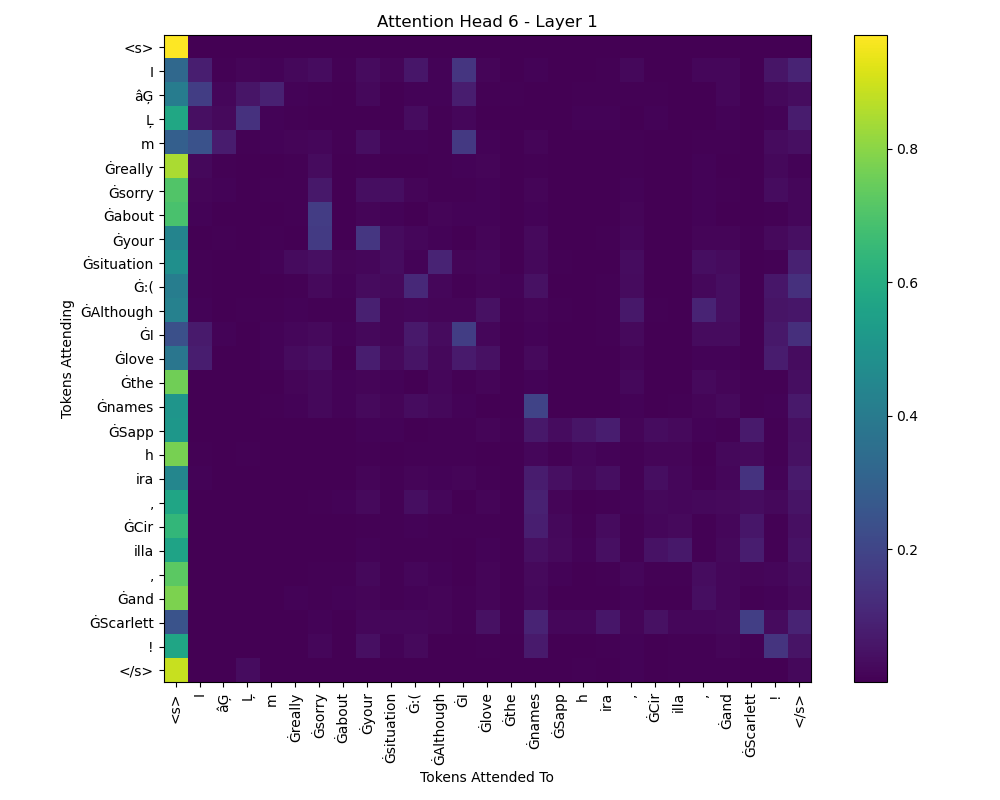 Attention Head 6 - Layer 1
Tokens Attending
<s>
I
âĢ
Ļ
m
Ġreally
Ġsorry
Ġabout
Ġyour
Ġsituation
Ġ:(
ĠAlthough
ĠI
Ġlove
Ġthe
Ġnames
ĠSapp
h
ira
,
ĠCir
illa
,
Ġand
ĠScarlett
!
</s>
<s>
I
âĢ
Ļ
m
Ġreally
Ġsorry
Ġabout
Ġyour
Ġsituation
Ġ:(
ĠAlthough
ĠI
Ġlove
Ġthe
Ġnames
ĠSapp
h
ira
,
ĠCir
illa
,
Ġand
ĠScarlett
!
</s>
Tokens Attended To
0.8
0.6
0.4
0.2